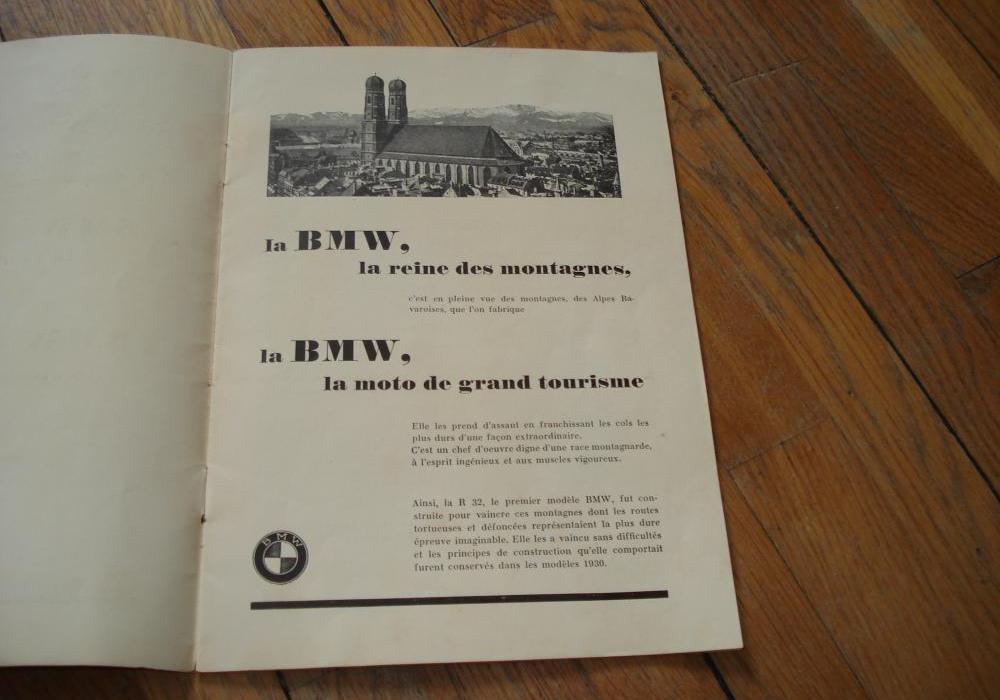 la BMW,
la reine des montagnes,
c'est en pleine vue des montagnes, des Alpes Ba-
varoises, que l'on fabrique
la BMW,
la moto de grand tourisme
Elle les prend d'assaut en franchissant les cols les
plus durs d'une façon extraordinaire.
C'est un chef d'oeuvre digne d'une race montagnarde,
à l'esprit ingénieux et aux muscles vigoureux.
Ainsi, la R 32, le premier modèle BMW, fut con-
struite pour vaincre ces montagnes dont les routes
tortueuses et défoncées représentaient la plus dure
épreuve imaginable. Elle les a vaincu sans difficultés
et les principes de construction qu'elle comportait
furent conservés dans les modèles 1930.
BMW